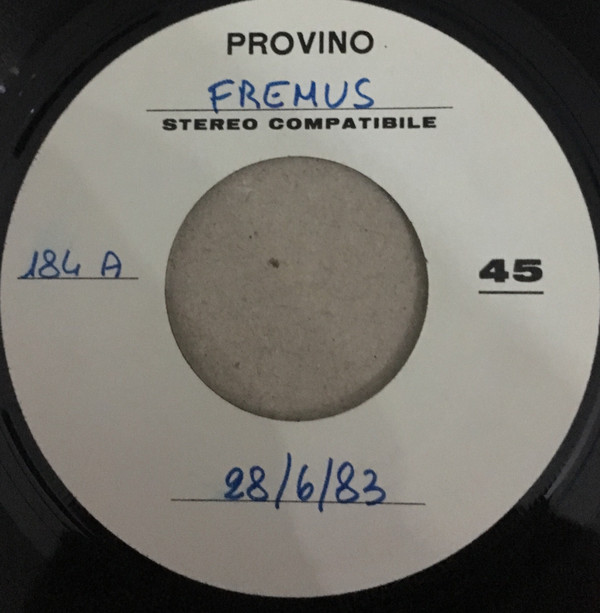 PROVINO
FREMUS
STEREO COMPATIBILE
184 A
45
28/6/83